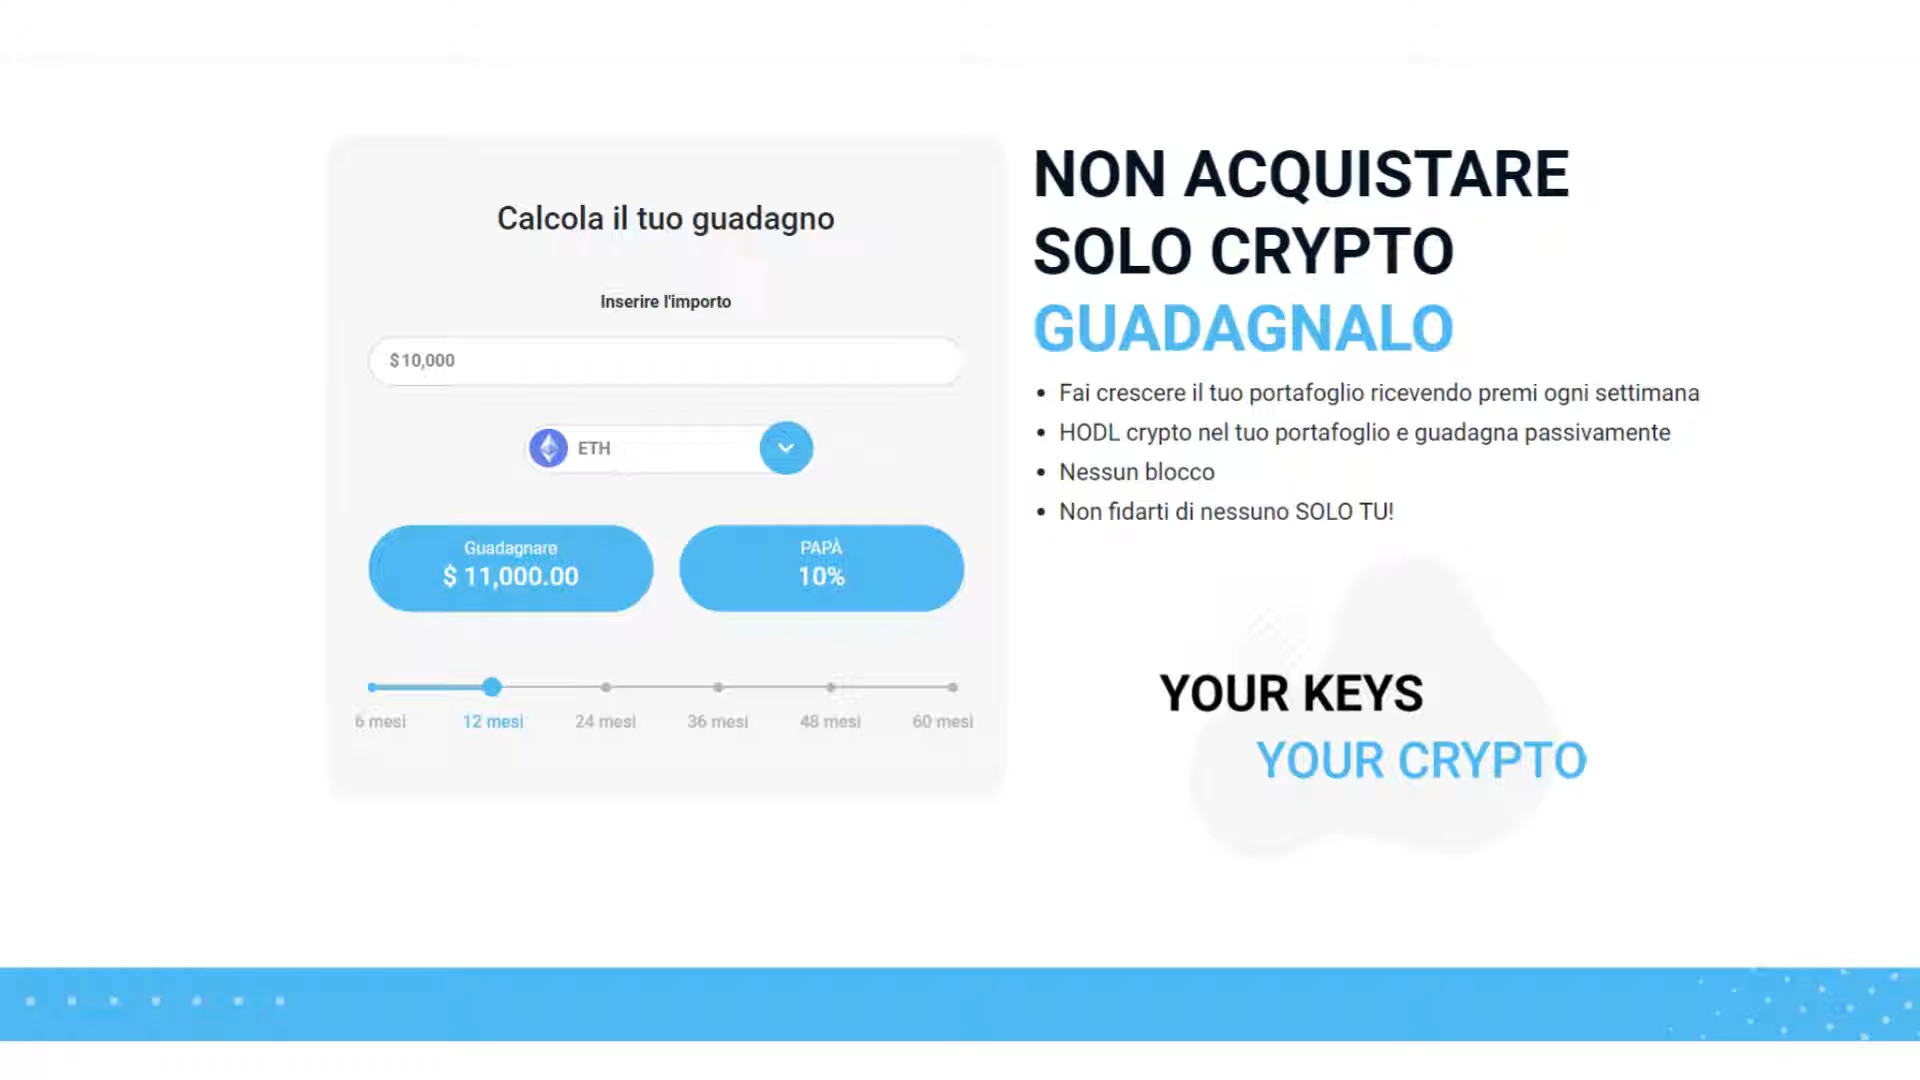 Calcola il tuo guadagno
Inserire l'importo
$10,000
ETH
Guadagnare
$ 11,000.00
PAPÀ
10%
6 mesi
12 mesi
24 mesi
36 mesi
48 mesi
60 mesi
NON ACQUISTARE
SOLO CRYPTO
GUADAGNALO
• Fai crescere il tuo portafoglio ricevendo premi ogni settimana
• HODL crypto nel tuo portafoglio e guadagna passivamente
• Nessun blocco
• Non fidarti di nessuno SOLO TU!
YOUR KEYS
YOUR CRYPTO